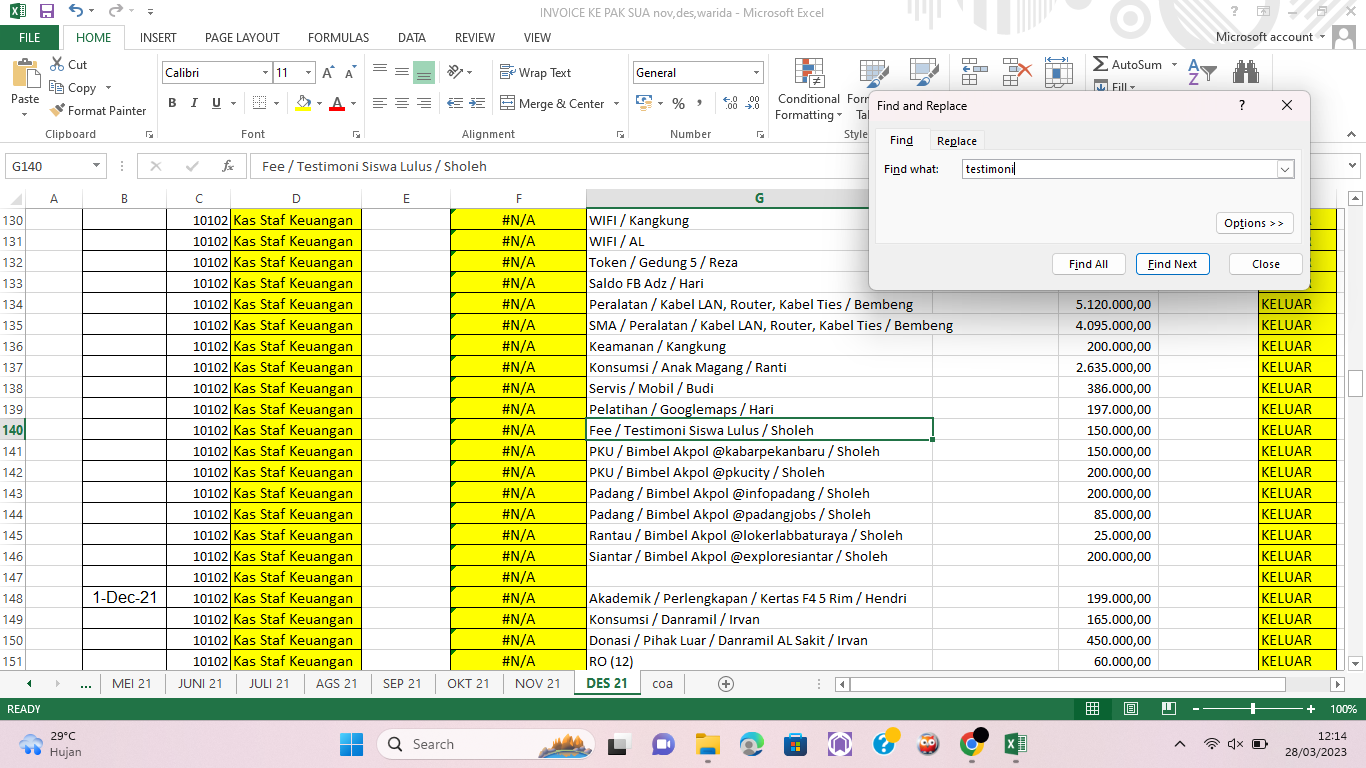 INVOICE KE PAK SUA nov,des,warida - Microsoft Excel
FILE HOME INSERT PAGE LAYOUT FORMULAS DATA REVIEW VIEW Microsoft account
Paste
Cut
Copy
Format Painter
Clipboard
Calibri 11
B I U
Font
Wrap Text
Merge & Center
Alignment
General
%
Number
Conditional
Formatting
AutoSum
Fill
Find and Replace
Find Replace
Find what: testimoni
Options >>
Find All Find Next Close
G140 fx Fee / Testimoni Siswa Lulus / Sholeh
A B C D E F G
130 10102 Kas Staf Keuangan #N/A WIFI / Kangkung
131 10102 Kas Staf Keuangan #N/A WIFI / AL
132 10102 Kas Staf Keuangan #N/A Token / Gedung 5 / Reza
133 10102 Kas Staf Keuangan #N/A Saldo FB Adz / Hari
134 10102 Kas Staf Keuangan #N/A Peralatan / Kabel LAN, Router, Kabel Ties / Bembeng 5.120.000,00 KELUAR
135 10102 Kas Staf Keuangan #N/A SMA / Peralatan / Kabel LAN, Router, Kabel Ties / Bembeng 4.095.000,00 KELUAR
136 10102 Kas Staf Keuangan #N/A Keamanan / Kangkung 200.000,00 KELUAR
137 10102 Kas Staf Keuangan #N/A Konsumsi / Anak Magang / Ranti 2.635.000,00 KELUAR
138 10102 Kas Staf Keuangan #N/A Servis / Mobil / Budi 386.000,00 KELUAR
139 10102 Kas Staf Keuangan #N/A Pelatihan / Googlemaps / Hari 197.000,00 KELUAR
140 10102 Kas Staf Keuangan #N/A Fee / Testimoni Siswa Lulus / Sholeh 150.000,00 KELUAR
141 10102 Kas Staf Keuangan #N/A PKU / Bimbel Akpol @kabarpekanbaru / Sholeh 150.000,00 KELUAR
142 10102 Kas Staf Keuangan #N/A PKU / Bimbel Akpol @pkucity / Sholeh 200.000,00 KELUAR
143 10102 Kas Staf Keuangan #N/A Padang / Bimbel Akpol @infopadang / Sholeh 200.000,00 KELUAR
144 10102 Kas Staf Keuangan #N/A Padang / Bimbel Akpol @padangjobs / Sholeh 85.000,00 KELUAR
145 10102 Kas Staf Keuangan #N/A Rantau / Bimbel Akpol @lokerlabbaturaya / Sholeh 25.000,00 KELUAR
146 10102 Kas Staf Keuangan #N/A Siantar / Bimbel Akpol @exploresiantar / Sholeh 200.000,00 KELUAR
147 10102 Kas Staf Keuangan #N/A KELUAR
148 1-Dec-21 10102 Kas Staf Keuangan #N/A Akademik / Perlengkapan / Kertas F4 5 Rim / Hendri 199.000,00 KELUAR
149 10102 Kas Staf Keuangan #N/A Konsumsi / Danramil / Irvan 165.000,00 KELUAR
150 10102 Kas Staf Keuangan #N/A Donasi / Pihak Luar / Danramil AL Sakit / Irvan 450.000,00 KELUAR
151 10102 Kas Staf Keuangan #N/A RO (12) 60.000,00 KELUAR
... MEI 21 JUNI 21 JULI 21 AGS 21 SEP 21 OKT 21 NOV 21 DES 21 coa
READY 100%
29°C
Hujan
Search
12:14
28/03/2023